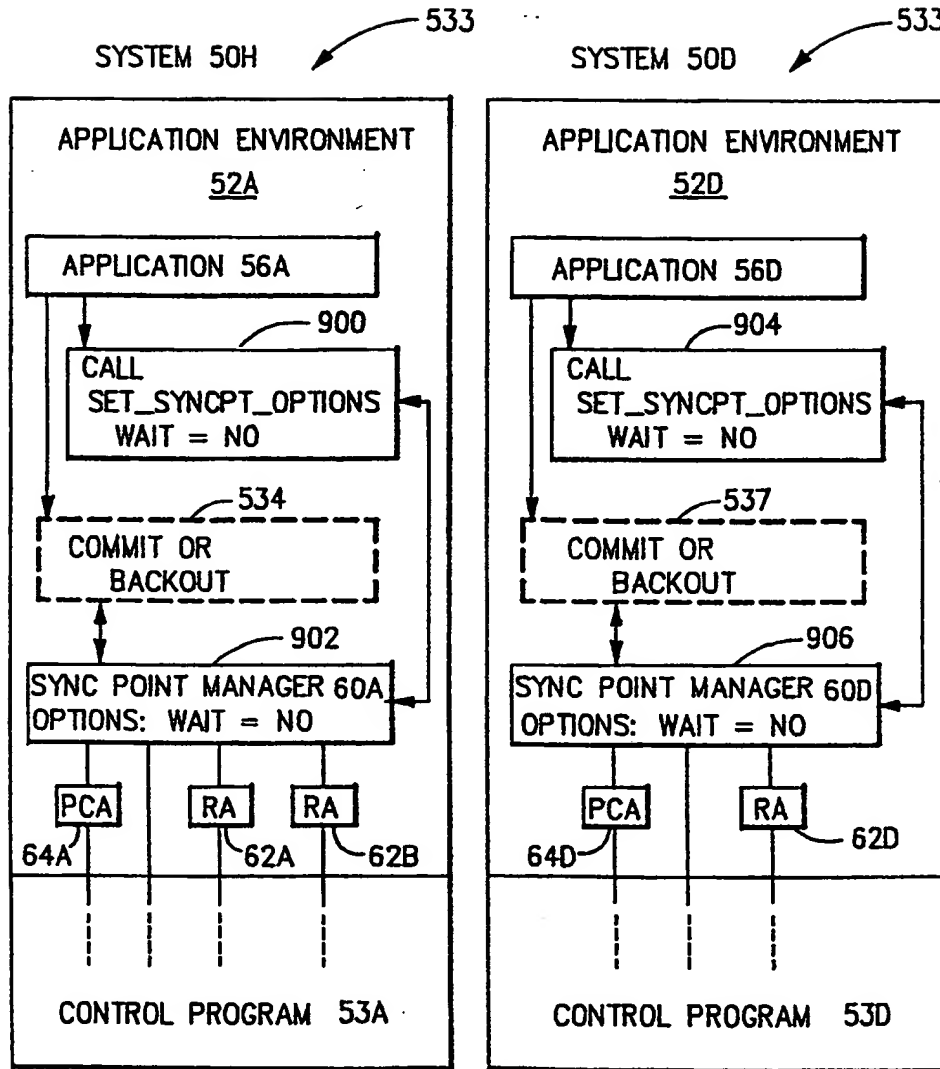 533
SYSTEM 50H
APPLICATION ENVIRONMENT
52A
APPLICATION 56A
900
CALL
SET_SYNCPT_OPTIONS
WAIT = NO
534
COMMIT OR
BACKOUT
902
SYNC POINT MANAGER 60A
OPTIONS: WAIT = NO
PCA
RA
RA
64A
62A
62B
CONTROL PROGRAM 53A
533
SYSTEM 50D
APPLICATION ENVIRONMENT
52D
APPLICATION 56D
904
CALL
SET_SYNCPT_OPTIONS
WAIT = NO
537
COMMIT OR
BACKOUT
906
SYNC POINT MANAGER 60D
OPTIONS: WAIT = NO
PCA
RA
64D
62D
CONTROL PROGRAM 53D